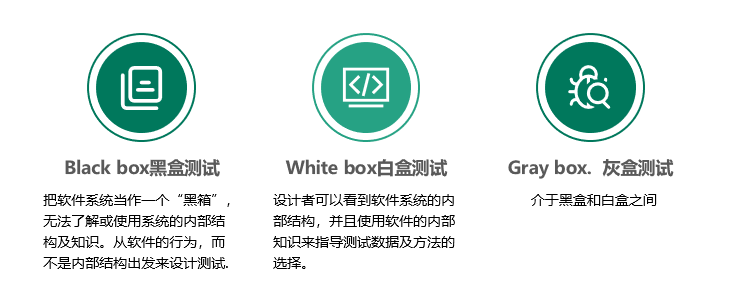 Black box黑盒测试
把软件系统当作一个“黑箱”，
无法了解或使用系统的内部结
构及知识。从软件的行为，而
不是内部结构出发来设计测试.
White box白盒测试
设计者可以看到软件系统的内
部结构，并且使用软件的内部
知识来指导测试数据及方法的
选择。
Gray box.  灰盒测试
介于黑盒和白盒之间